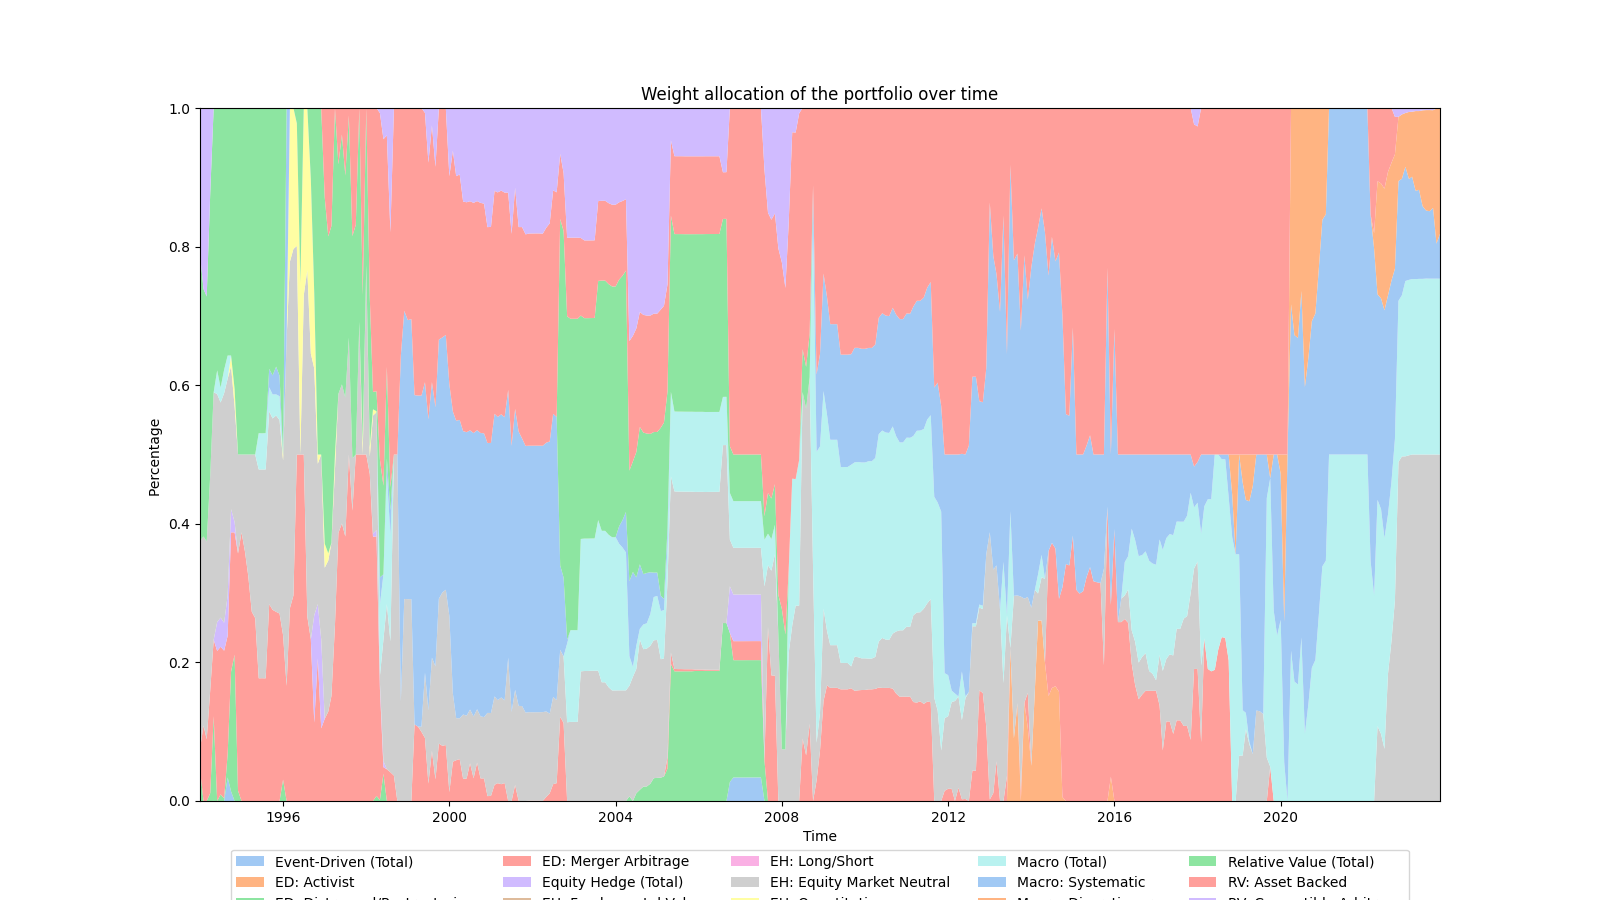 Weight allocation of the portfolio over time
1.0
0.8
0.6
0.4
0.2
0.0
Percentage
1996 2000 2004 2008 2012 2016 2020
Time
Event-Driven (Total) ED: Merger Arbitrage EH: Long/Short Macro (Total) Relative Value (Total)
ED: Activist Equity Hedge (Total) EH: Equity Market Neutral Macro: Systematic RV: Asset Backed